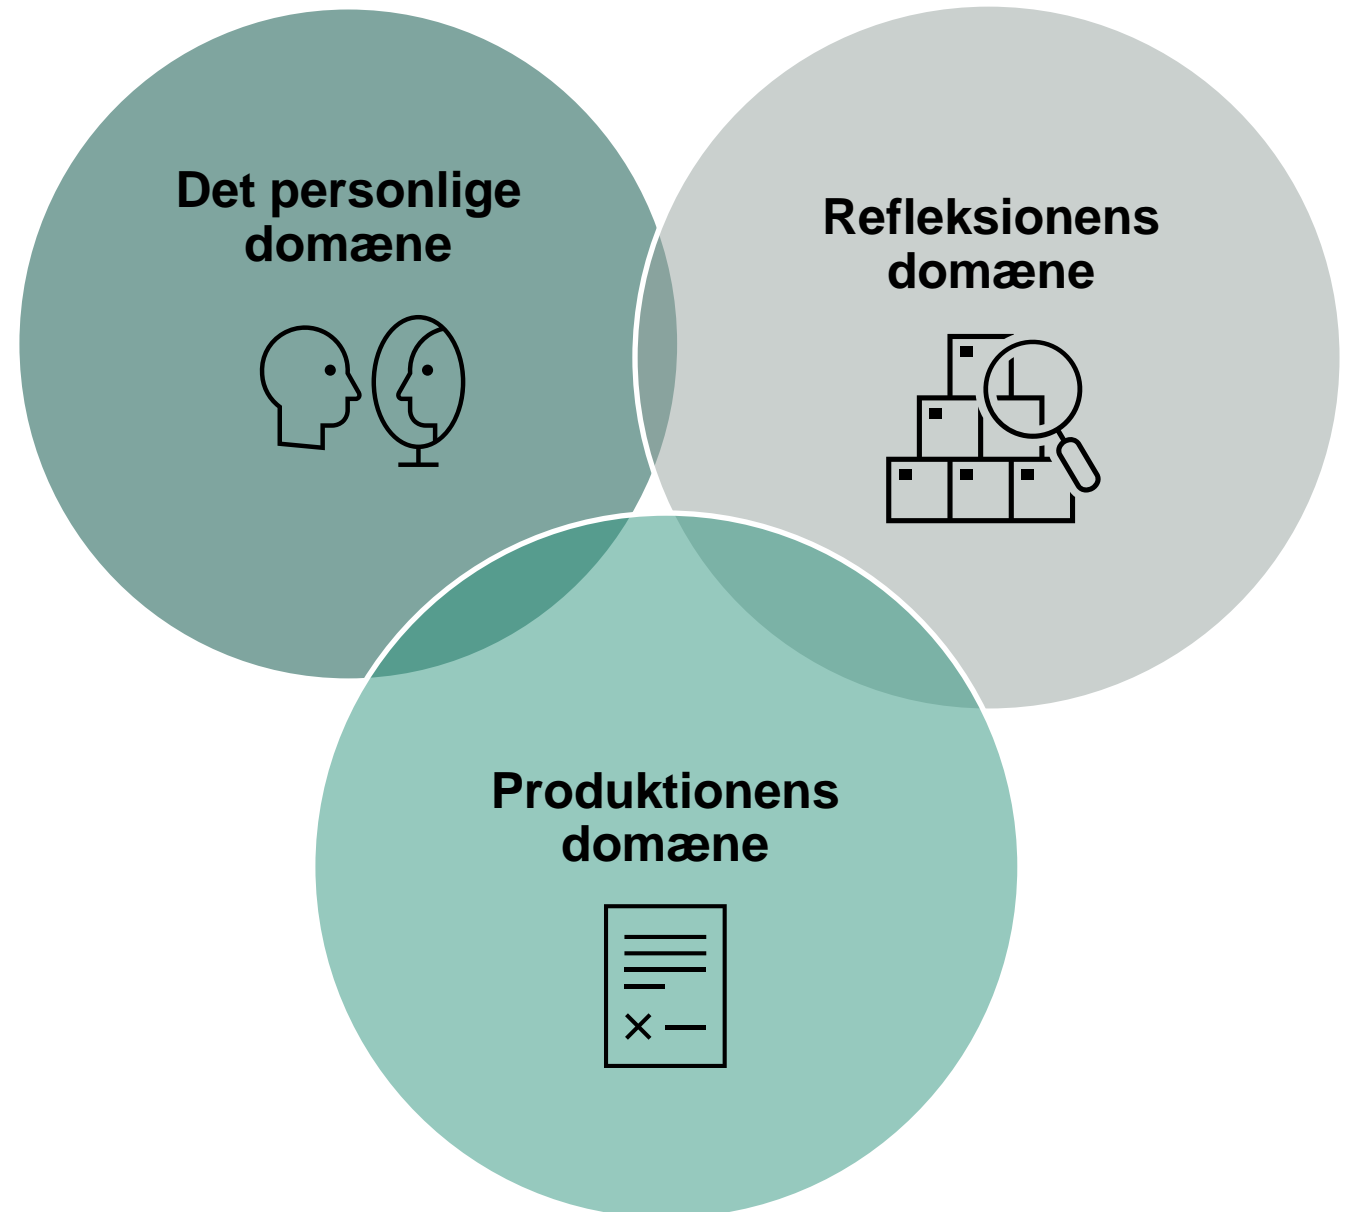 Det personlige
domæne
Refleksionens
domæne
Produktionens
domæne